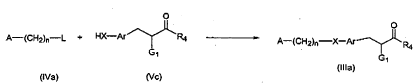 A—(CH₂)ₙ—L + HX—Ar G₁ O R₄ A—(CH₂)ₙ—X—Ar G₁ O R₄
(IVa) (Vc) (IIIa)